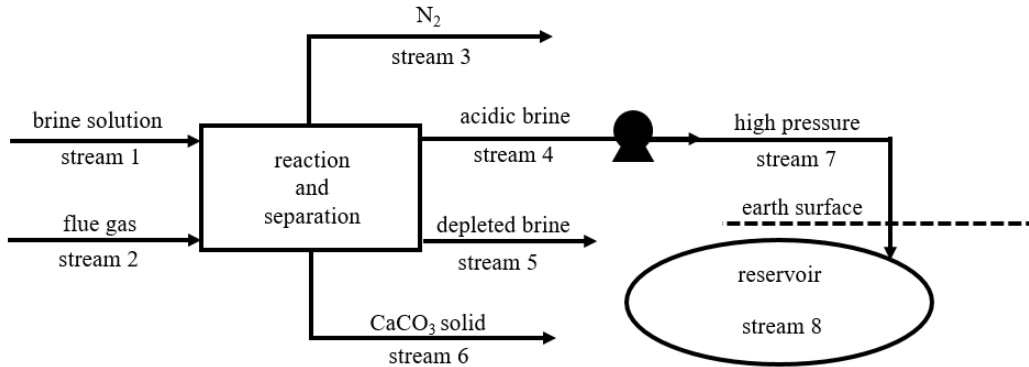 N₂
stream 3
brine solution
stream 1
acidic brine
stream 4
high pressure
stream 7
reaction
and
separation
flue gas
stream 2
depleted brine
stream 5
earth surface
reservoir
stream 8
CaCO₃ solid
stream 6